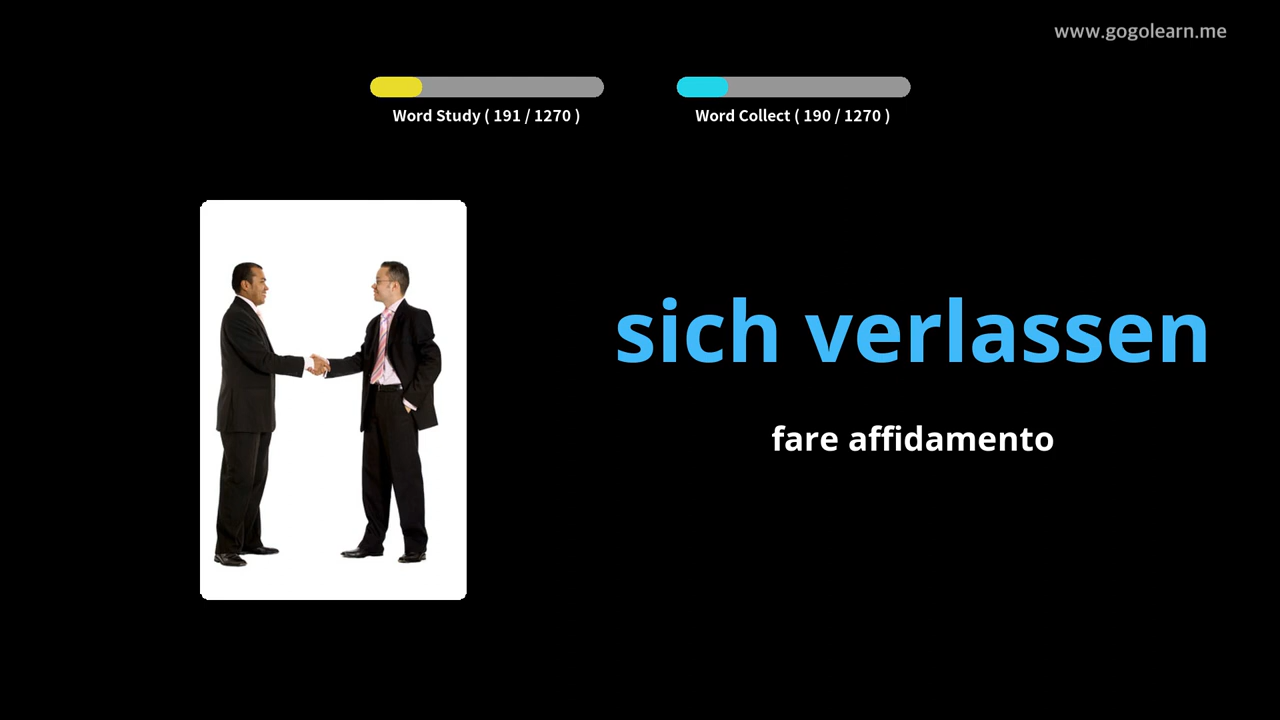 www.gogolearn.me
Word Study ( 191 / 1270 )
Word Collect ( 190 / 1270 )
sich verlassen
fare affidamento